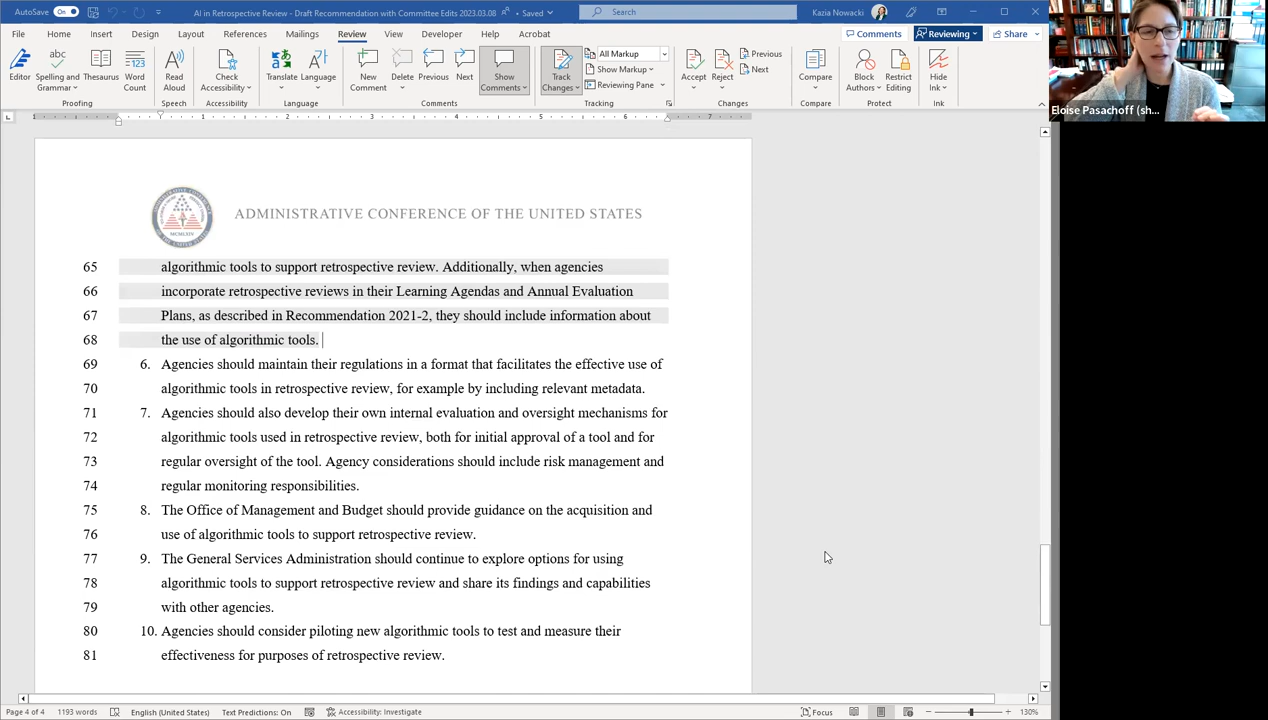 AutoSave On AI in Retrospective Review - Draft Recommendation with Committee Edits 2023.03.08 • Saved Search Kazia Nowacki
File Home Insert Design Layout References Mailings Review View Developer Help Acrobat Comments Reviewing Share
Editor Spelling and Grammar Thesaurus Word Count Read Aloud Check Accessibility Translate Language New Comment Delete Previous Next Show Comments Track Changes All Markup Show Markup Reviewing Pane Accept Reject Previous Next Compare Block Authors Restrict Editing Hide Ink
Proofing Speech Accessibility Language Comments Tracking Changes Compare Protect Ink
Eloise Pasachoff (sh...
1 1 2 3 4 5 6 7
ADMINISTRATIVE CONFERENCE OF THE UNITED STATES
65 algorithmic tools to support retrospective review. Additionally, when agencies
66 incorporate retrospective reviews in their Learning Agendas and Annual Evaluation
67 Plans, as described in Recommendation 2021-2, they should include information about
68 the use of algorithmic tools.
69 6. Agencies should maintain their regulations in a format that facilitates the effective use of
70 algorithmic tools in retrospective review, for example by including relevant metadata.
71 7. Agencies should also develop their own internal evaluation and oversight mechanisms for
72 algorithmic tools used in retrospective review, both for initial approval of a tool and for
73 regular oversight of the tool. Agency considerations should include risk management and
74 regular monitoring responsibilities.
75 8. The Office of Management and Budget should provide guidance on the acquisition and
76 use of algorithmic tools to support retrospective review.
77 9. The General Services Administration should continue to explore options for using
78 algorithmic tools to support retrospective review and share its findings and capabilities
79 with other agencies.
80 10. Agencies should consider piloting new algorithmic tools to test and measure their
81 effectiveness for purposes of retrospective review.
Page 4 of 4 1193 words English (United States) Text Predictions: On Accessibility: Investigate Focus 130%